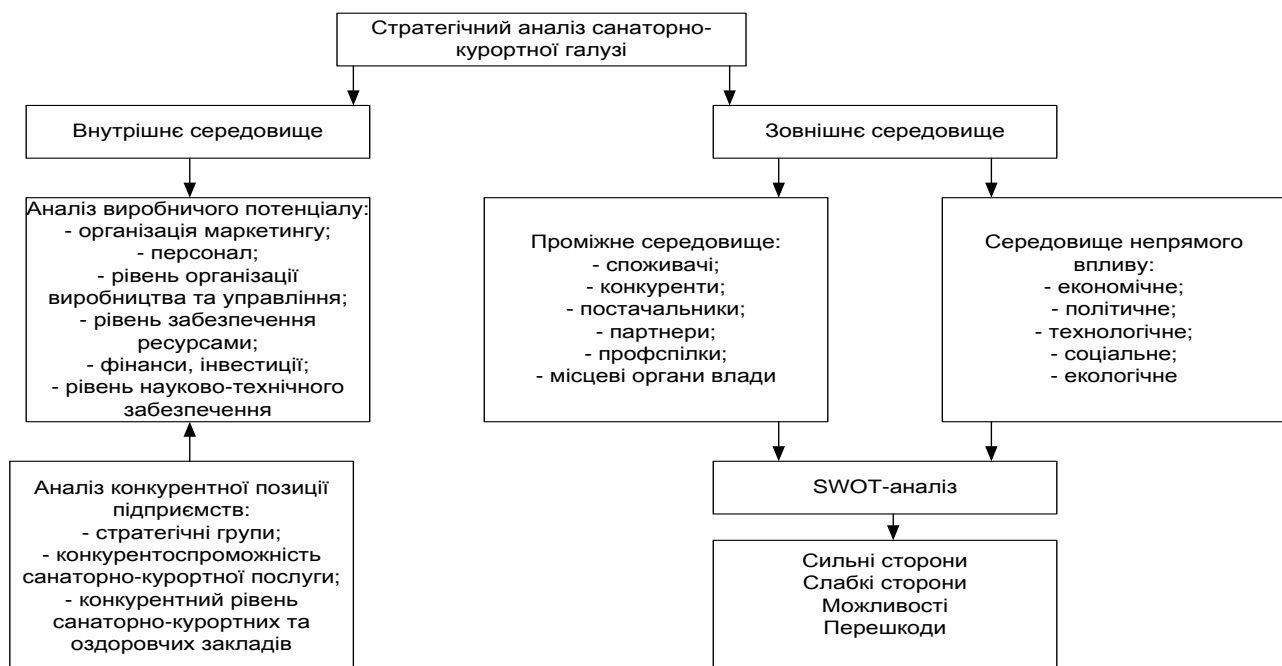 Стратегічний аналіз санаторно-
курортної галузі
Внутрішнє середовище
Зовнішнє середовище
Аналіз виробничого потенціалу:
- організація маркетингу;
- персонал;
- рівень організації
виробництва та управління;
- рівень забезпечення
ресурсами;
- фінанси, інвестиції;
- рівень науково-технічного
забезпечення
Проміжне середовище:
- споживачі;
- конкуренти;
- постачальники;
- партнери;
- профспілки;
- місцеві органи влади
Середовище непрямого
впливу:
- економічне;
- політичне;
- технологічне;
- соціальне;
- екологічне
Аналіз конкурентної позиції
підприємств:
- стратегічні групи;
- конкурентоспроможність
санаторно-курортної послуги;
- конкурентний рівень
санаторно-курортних та
оздоровчих закладів
SWOT-аналіз
Сильні сторони
Слабкі сторони
Можливості
Перешкоди